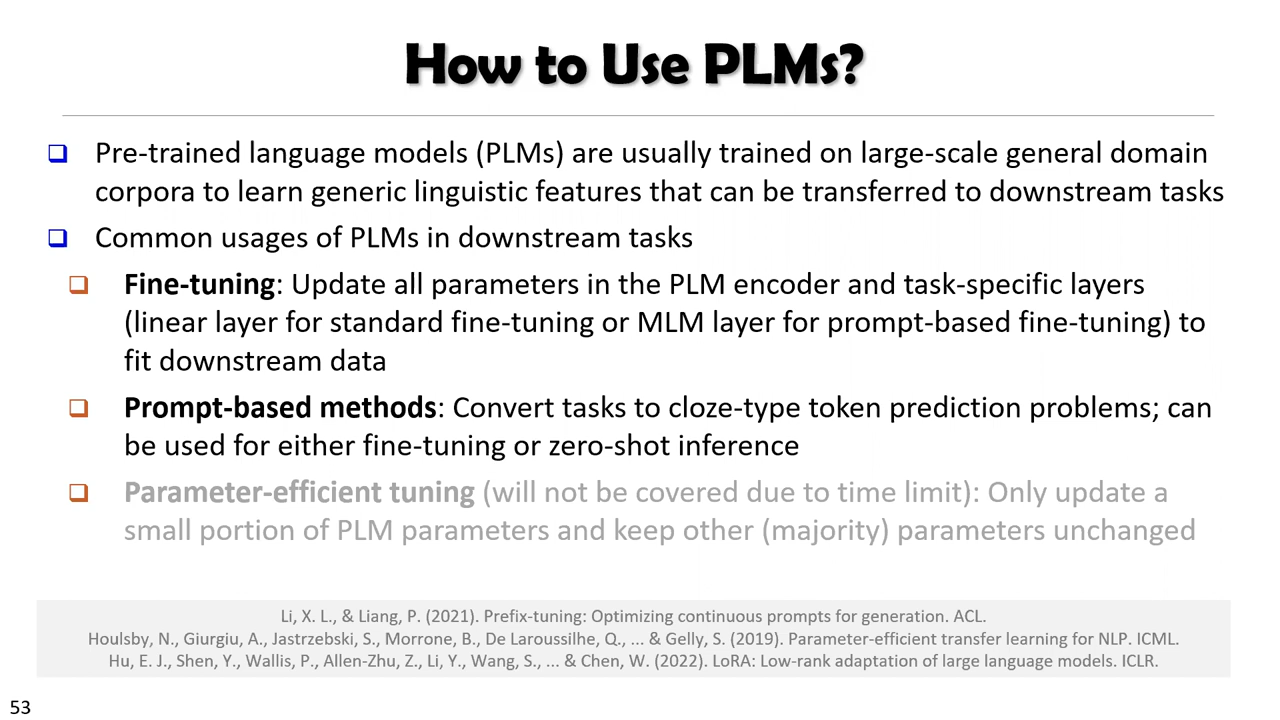 How to Use PLMs?
Pre-trained language models (PLMs) are usually trained on large-scale general domain
corpora to learn generic linguistic features that can be transferred to downstream tasks
Common usages of PLMs in downstream tasks
Fine-tuning: Update all parameters in the PLM encoder and task-specific layers
(linear layer for standard fine-tuning or MLM layer for prompt-based fine-tuning) to
fit downstream data
Prompt-based methods: Convert tasks to cloze-type token prediction problems; can
be used for either fine-tuning or zero-shot inference
Parameter-efficient tuning (will not be covered due to time limit): Only update a
small portion of PLM parameters and keep other (majority) parameters unchanged
Li, X. L., & Liang, P. (2021). Prefix-tuning: Optimizing continuous prompts for generation. ACL.
Houlsby, N., Giurgiu, A., Jastrzebski, S., Morrone, B., De Laroussilhe, Q., ... & Gelly, S. (2019). Parameter-efficient transfer learning for NLP. ICML.
Hu, E. J., Shen, Y., Wallis, P., Allen-Zhu, Z., Li, Y., Wang, S., ... & Chen, W. (2022). LoRA: Low-rank adaptation of large language models. ICLR.
53